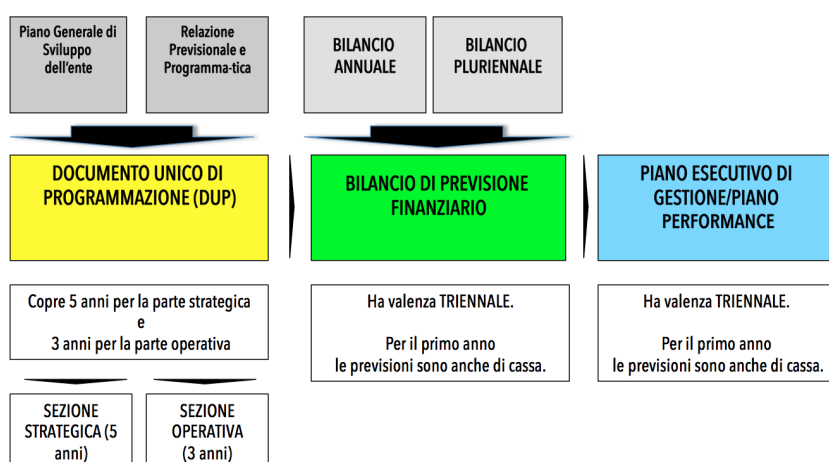 Piano Generale di
Sviluppo
dell'ente
Relazione
Previsionale e
Programma-tica
BILANCIO
ANNUALE
BILANCIO
PLURIENNALE
DOCUMENTO UNICO DI
PROGRAMMAZIONE (DUP)
BILANCIO DI PREVISIONE
FINANZIARIO
PIANO ESECUTIVO DI
GESTIONE/PIANO
PERFORMANCE
Copre 5 anni per la parte strategica
e
3 anni per la parte operativa
Ha valenza TRIENNALE.
Per il primo anno
le previsioni sono anche di cassa.
Ha valenza TRIENNALE.
Per il primo anno
le previsioni sono anche di cassa.
SEZIONE
STRATEGICA (5
anni)
SEZIONE
OPERATIVA
(3 anni)